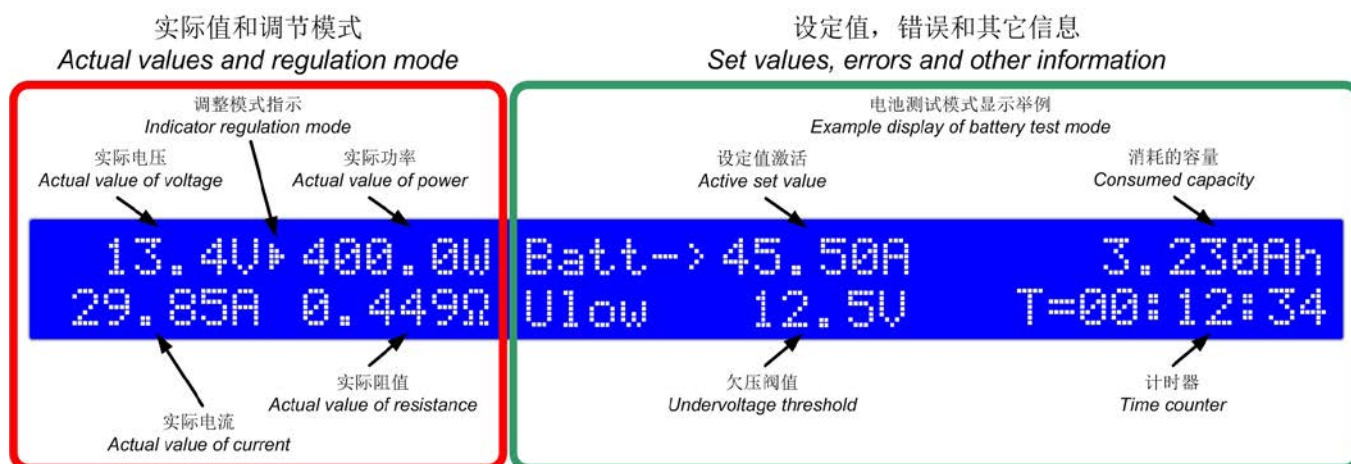 实际值和调节模式
Actual values and regulation mode
设定值，错误和其它信息
Set values, errors and other information
调整模式指示
Indicator regulation mode
实际电压
Actual value of voltage
实际功率
Actual value of power
电池测试模式显示举例
Example display of battery test mode
设定值激活
Active set value
消耗的容量
Consumed capacity
13.4V▶400.0W Batt->45.50A 3.230Ah
29.85A 0.449Ω Ulow 12.5V T=00:12:34
实际电流
Actual value of current
实际阻值
Actual value of resistance
欠压阀值
Undervoltage threshold
计时器
Time counter